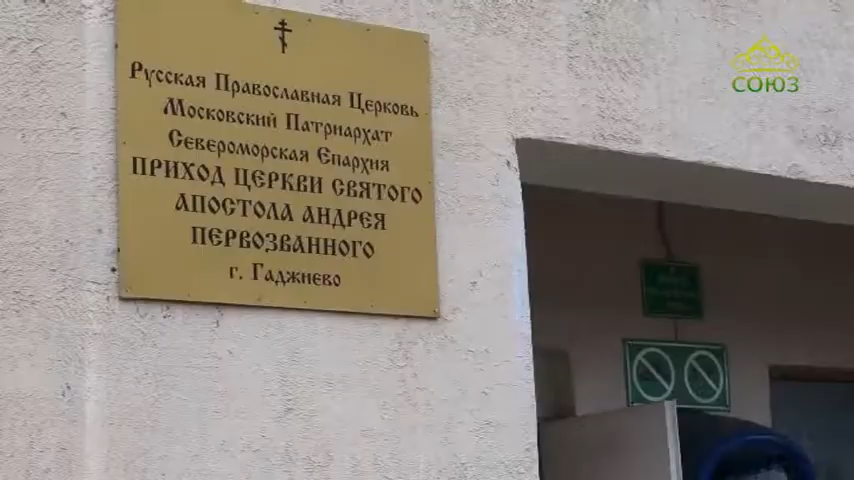 Русская Православная Церковь
Московский Патриархат
Североморская Епархия
ПРИХОД ЦЕРКВИ СВЯТОГО
АПОСТОЛА АНДРЕЯ
ПЕРВОЗВАННОГО
г. Гаджиево
СОЮЗ